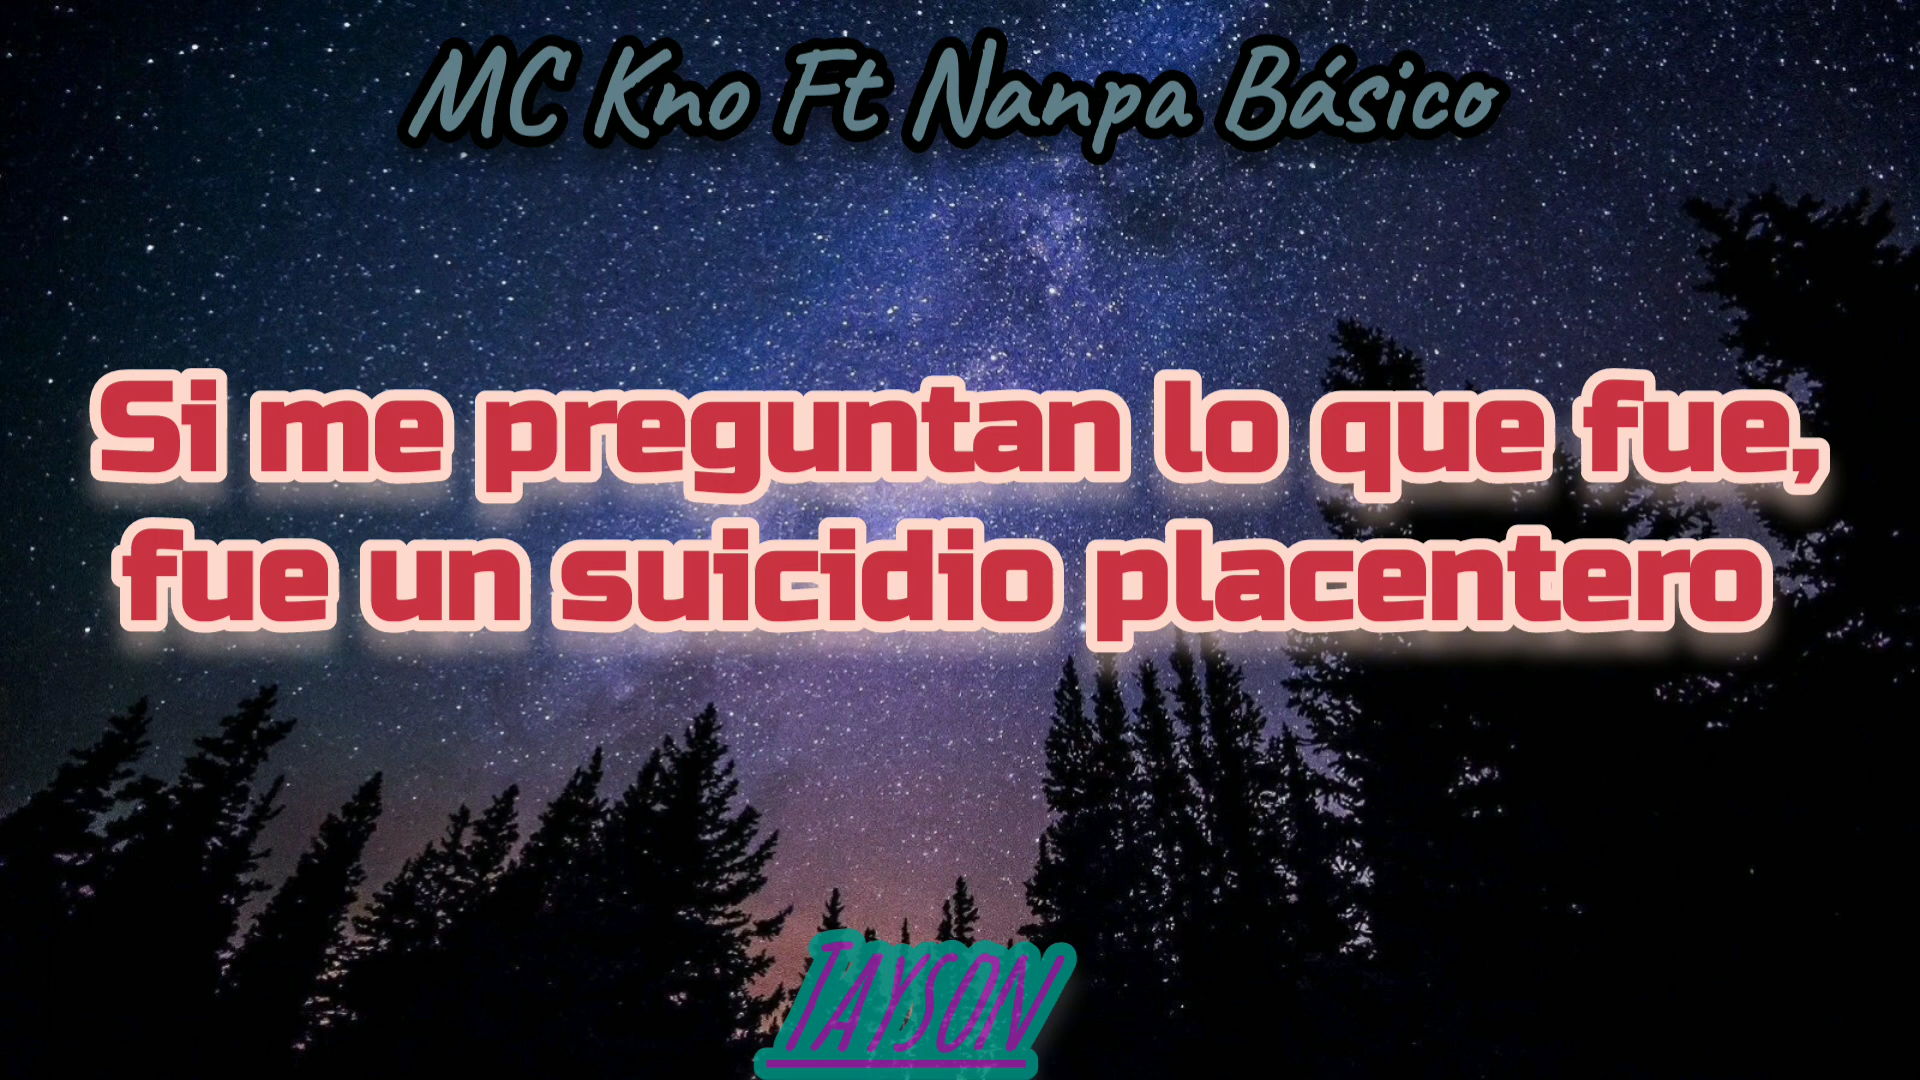 MC Kno Ft Nanpa Básico
Si me preguntan lo que fue,
fue un suicidio placentero
TAYSON